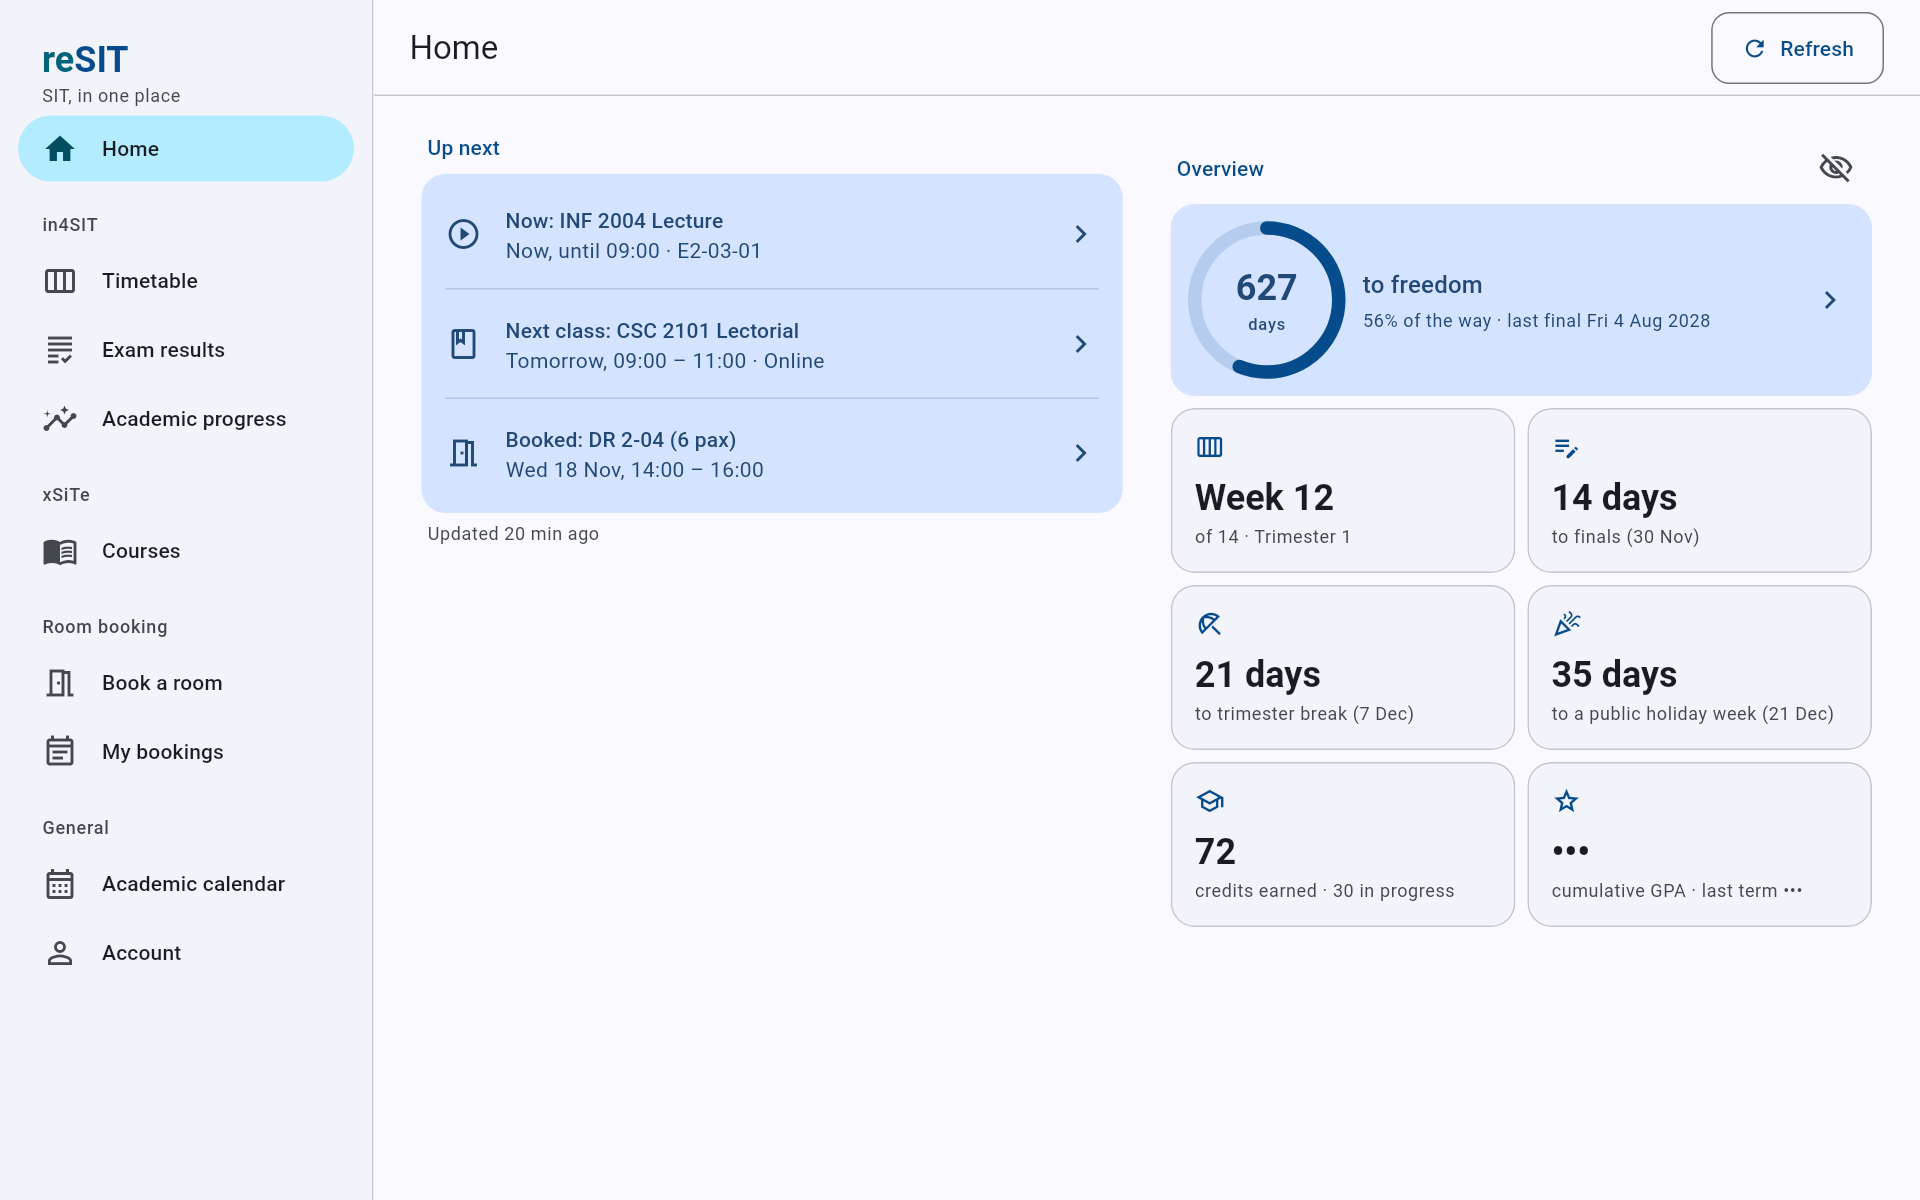 reSIT
SIT, in one place
Home
in4SIT
Timetable
Exam results
Academic progress
xSiTe
Courses
Room booking
Book a room
My bookings
General
Academic calendar
Account
Home
Refresh
Up next
Now: INF 2004 Lecture
Now, until 09:00 · E2-03-01
Next class: CSC 2101 Lectorial
Tomorrow, 09:00 – 11:00 · Online
Booked: DR 2-04 (6 pax)
Wed 18 Nov, 14:00 – 16:00
Updated 20 min ago
Overview
627
days
to freedom
56% of the way · last final Fri 4 Aug 2028
Week 12
of 14 · Trimester 1
14 days
to finals (30 Nov)
21 days
to trimester break (7 Dec)
35 days
to a public holiday week (21 Dec)
72
credits earned · 30 in progress
•••
cumulative GPA · last term •••